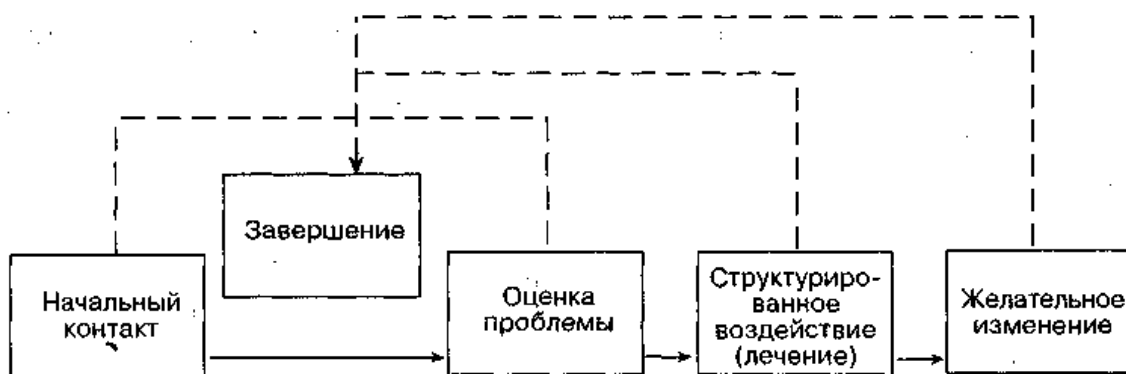 Завершение
Начальный
контакт
Оценка
проблемы
Структуриро-
ванное
воздействие
(лечение)
Желательное
изменение